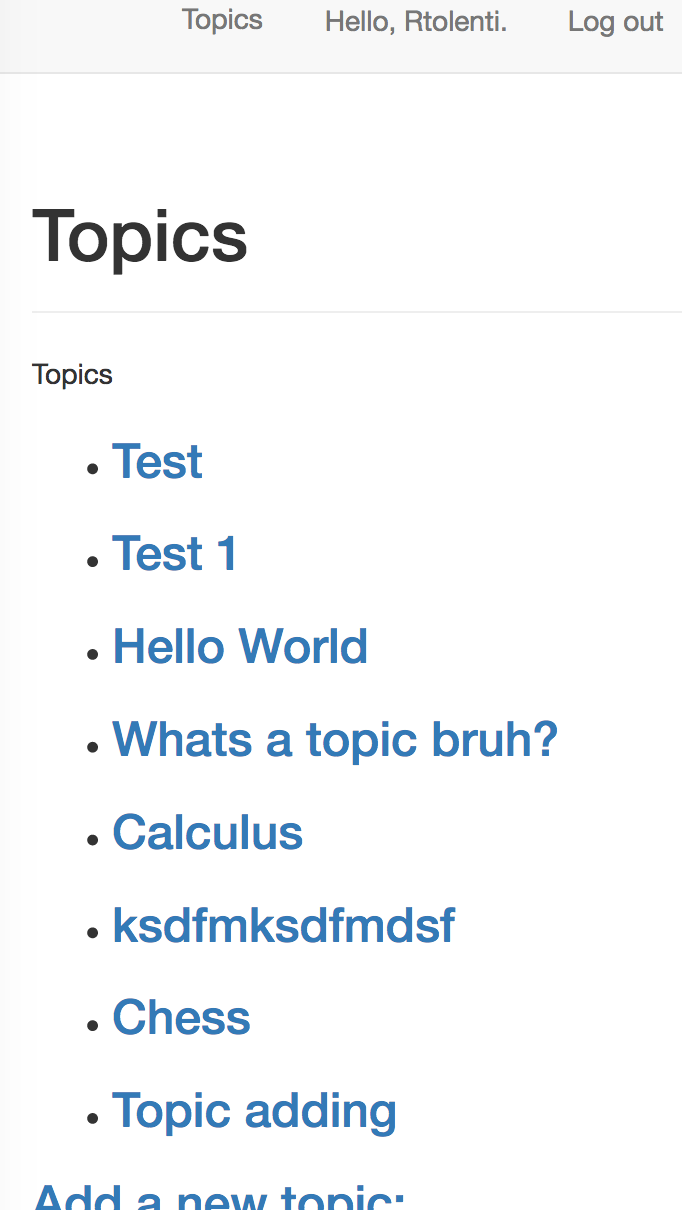 Topics Hello, Rtolenti. Log out
Topics
Topics
Test
Test 1
Hello World
Whats a topic bruh?
Calculus
ksdfmksdfmdsf
Chess
Topic adding
Add a new topic: